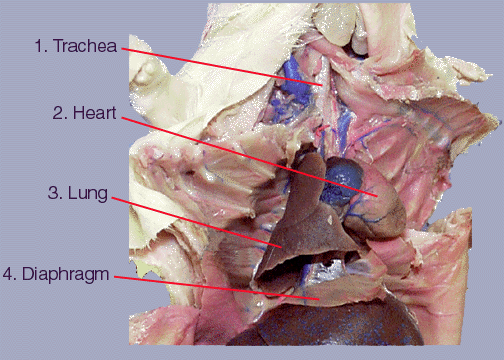 1. Trachea
2. Heart
3. Lung
4. Diaphragm